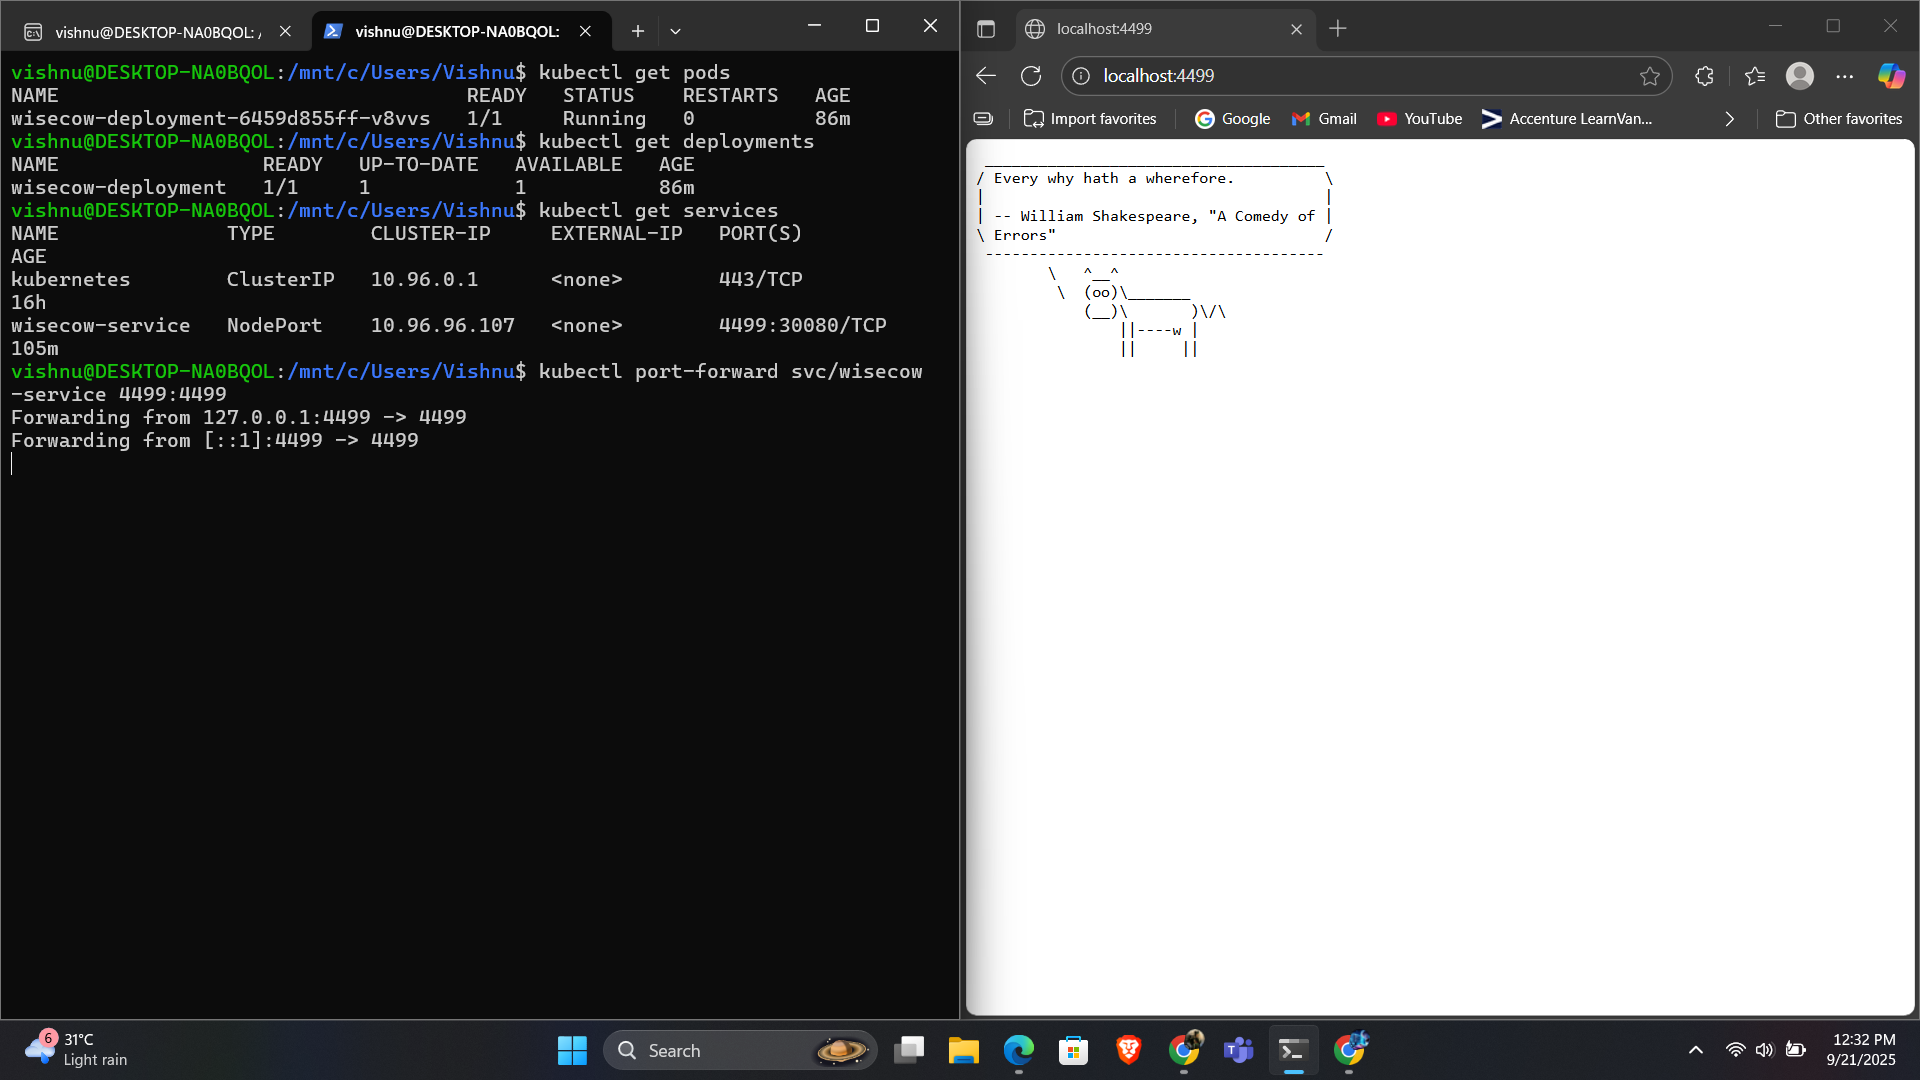 vishnu@DESKTOP-NA0BQOL: /
vishnu@DESKTOP-NA0BQOL:
vishnu@DESKTOP-NA0BQOL:/mnt/c/Users/Vishnu$ kubectl get pods
NAME                                  READY   STATUS    RESTARTS   AGE
wisecow-deployment-6459d855ff-v8vvs   1/1     Running   0          86m
vishnu@DESKTOP-NA0BQOL:/mnt/c/Users/Vishnu$ kubectl get deployments
NAME                 READY   UP-TO-DATE   AVAILABLE   AGE
wisecow-deployment   1/1     1            1           86m
vishnu@DESKTOP-NA0BQOL:/mnt/c/Users/Vishnu$ kubectl get services
NAME              TYPE        CLUSTER-IP     EXTERNAL-IP   PORT(S)
AGE
kubernetes        ClusterIP   10.96.0.1      <none>        443/TCP
16h
wisecow-service   NodePort    10.96.96.107   <none>        4499:30080/TCP
105m
vishnu@DESKTOP-NA0BQOL:/mnt/c/Users/Vishnu$ kubectl port-forward svc/wisecow
-service 4499:4499
Forwarding from 127.0.0.1:4499 -> 4499
Forwarding from [::1]:4499 -> 4499
localhost:4499
localhost:4499
Import favorites
Google
Gmail
YouTube
Accenture LearnVan...
Other favorites
 ______________________________________
/ Every why hath a wherefore.          \
|                                      |
| -- William Shakespeare, "A Comedy of |
\ Errors"                              /
 --------------------------------------
        \   ^__^
         \  (oo)\_______
            (__)\       )\/\
                ||----w |
                ||     ||
6
31°C
Light rain
Search
12:32 PM
9/21/2025